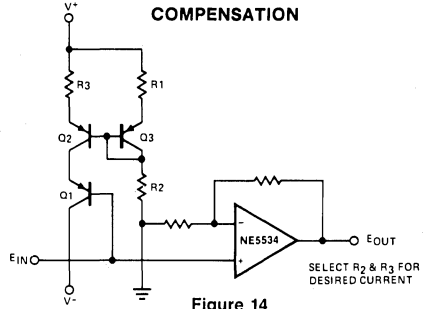 COMPENSATION
V+
R3
R1
Q2
Q3
Q1
R2
-
NE5534
+
EIN
EOUT
SELECT R2 & R3 FOR
DESIRED CURRENT
V-
Figure 14